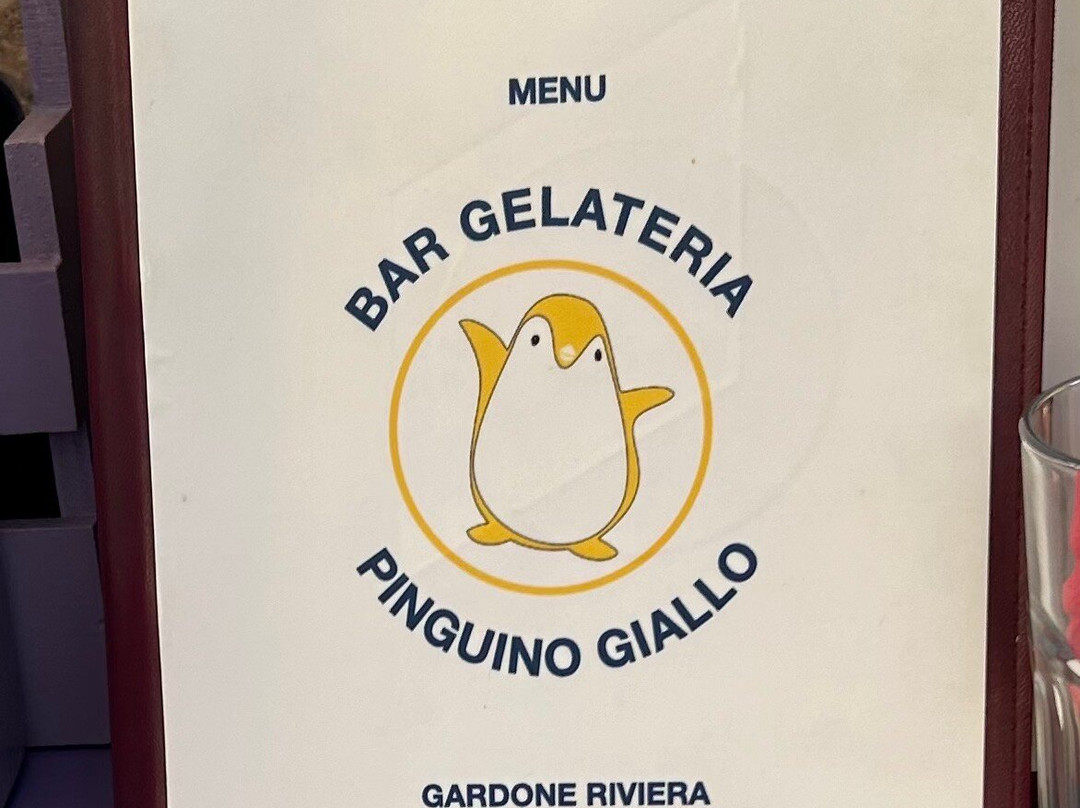 MENU
BAR GELATERIA
PINGUINO GIALLO
GARDONE RIVIERA